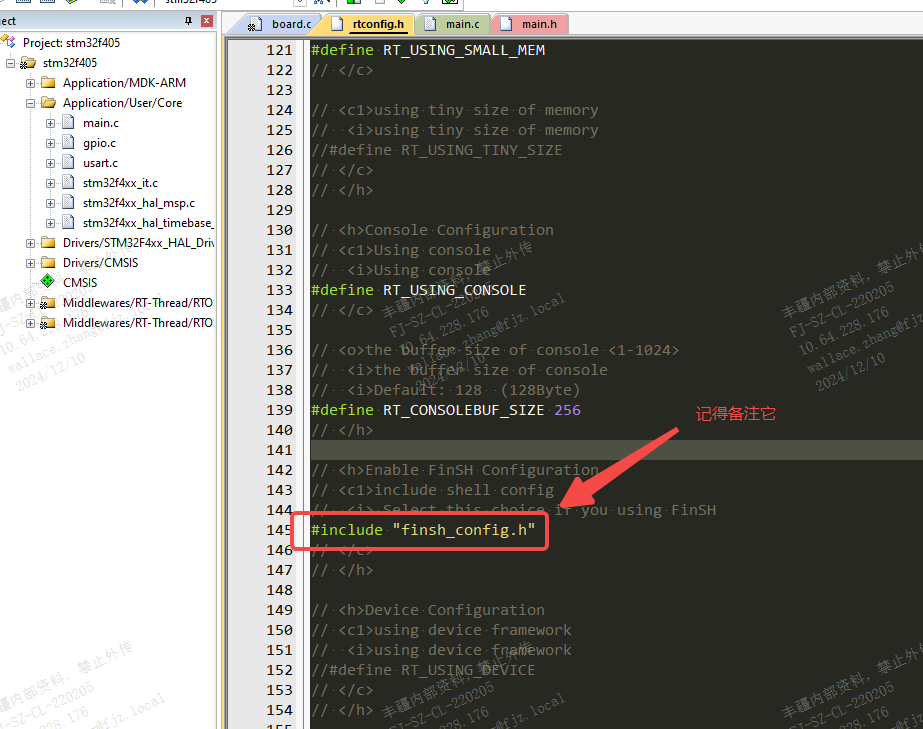 ect
Project: stm32f405
stm32f405
Application/MDK-ARM
Application/User/Core
main.c
gpio.c
usart.c
stm32f4xx_it.c
stm32f4xx_hal_msp.c
stm32f4xx_hal_timebase_
Drivers/STM32F4xx_HAL_Driv
Drivers/CMSIS
CMSIS
Middlewares/RT-Thread/RTO
Middlewares/RT-Thread/RTO
board.c
rtconfig.h
main.c
main.h
121 #define RT_USING_SMALL_MEM
122 // </c>
123
124 // <c1>using tiny size of memory
125 //  <i>using tiny size of memory
126 //#define RT_USING_TINY_SIZE
127 // </c>
128 // </h>
129
130 // <h>Console Configuration
131 // <c1>Using console
132 //  <i>Using console
133 #define RT_USING_CONSOLE
134 // </c>
135
136 // <o>the buffer size of console <1-1024>
137 //  <i>the buffer size of console
138 //  <i>Default: 128  (128Byte)
139 #define RT_CONSOLEBUF_SIZE 256
140 // </h>
141
142 // <h>Enable FinSH Configuration
143 // <c1>include shell config
144 //  <i> Select this choice if you using FinSH
145 #include "finsh_config.h"
146 // </c>
147 // </h>
148
149 // <h>Device Configuration
150 // <c1>using device framework
151 //  <i>using device framework
152 //#define RT_USING_DEVICE
153 // </c>
154 // </h>
记得备注它
丰疆内部资料，禁止外传
FJ-SZ-CL-220205
10.64.228.176
wallace.zhang@fjz.local
2024/12/10